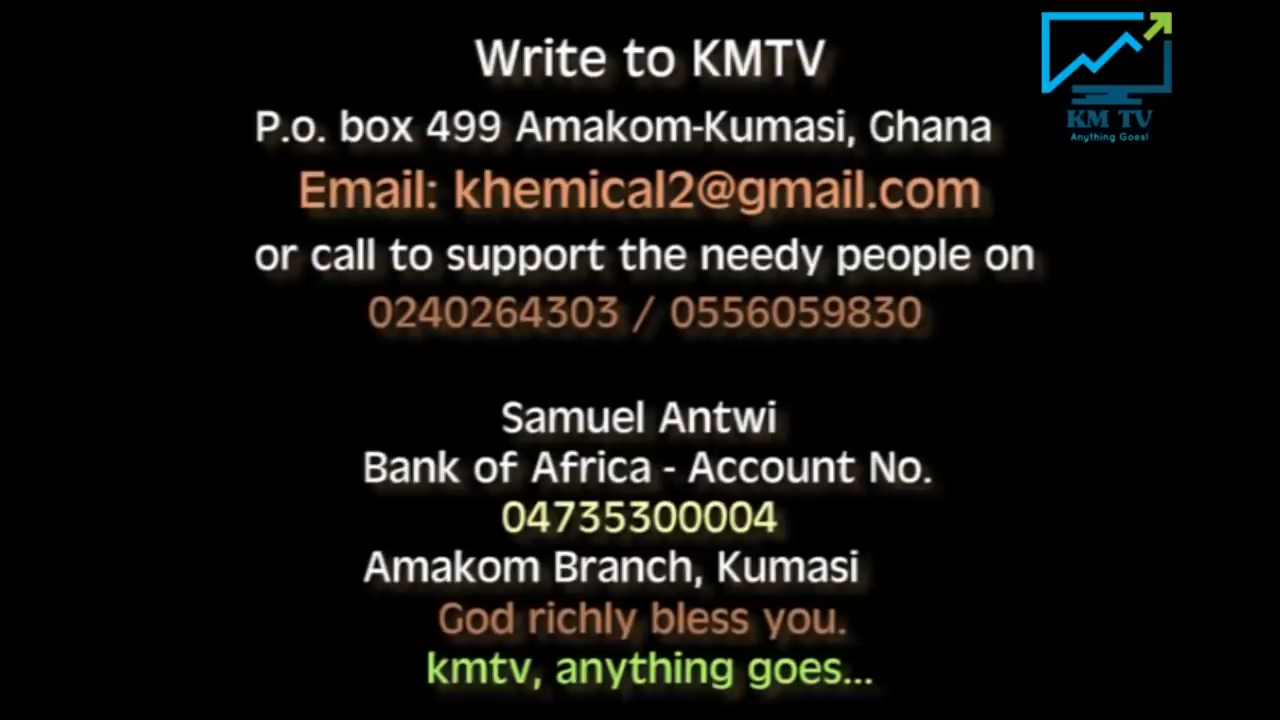 Write to KMTV
P.o. box 499 Amakom-Kumasi, Ghana
Email: khemical2@gmail.com
or call to support the needy people on
0240264303 / 0556059830
Samuel Antwi
Bank of Africa - Account No.
04735300004
Amakom Branch, Kumasi
God richly bless you.
kmtv, anything goes...
KM TV
Anything Goes!